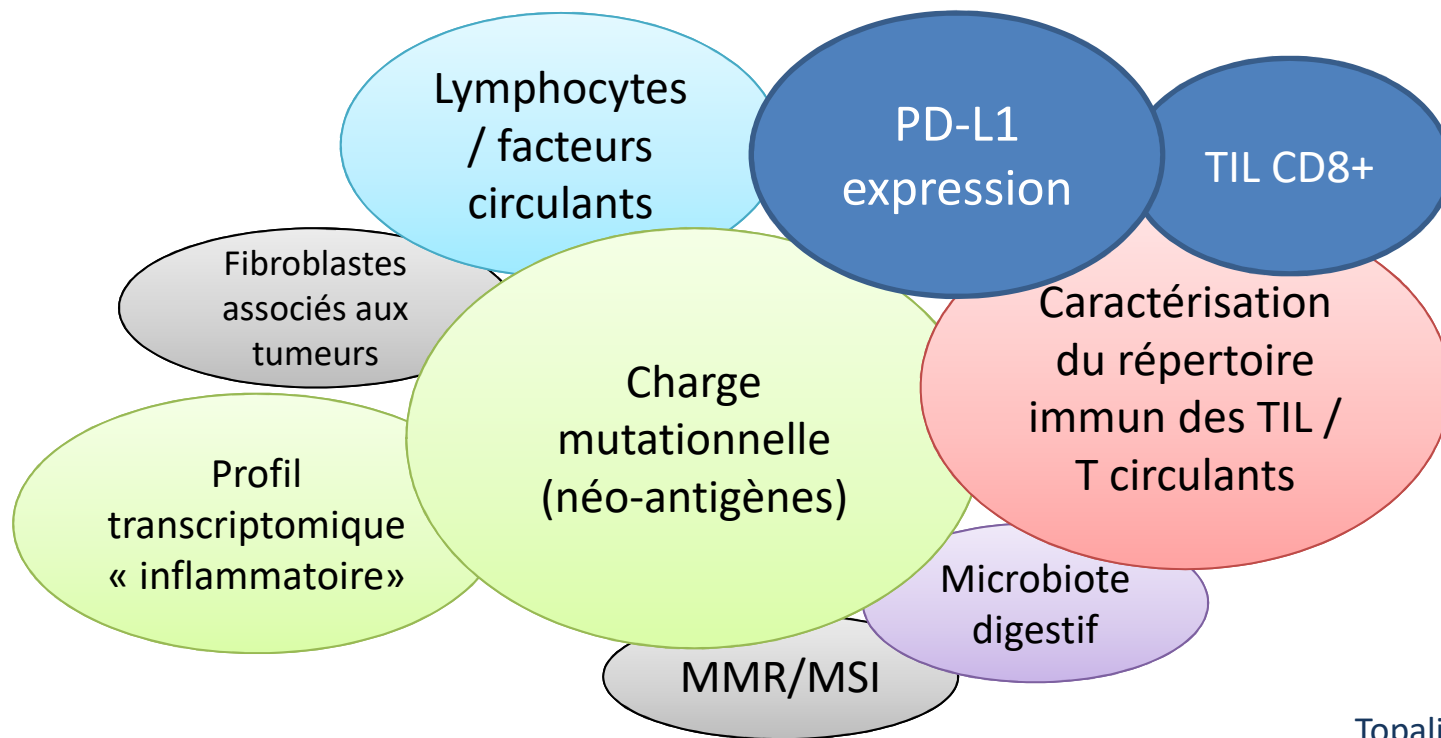 Lymphocytes
/ facteurs
circulants
PD-L1
expression
TIL CD8+
Fibroblastes
associés aux
tumeurs
Charge
mutationnelle
(néo-antigènes)
Caractérisation
du répertoire
immun des TIL /
T circulants
Profil
transcriptomique
« inflammatoire»
Microbiote
digestif
MMR/MSI
Topali